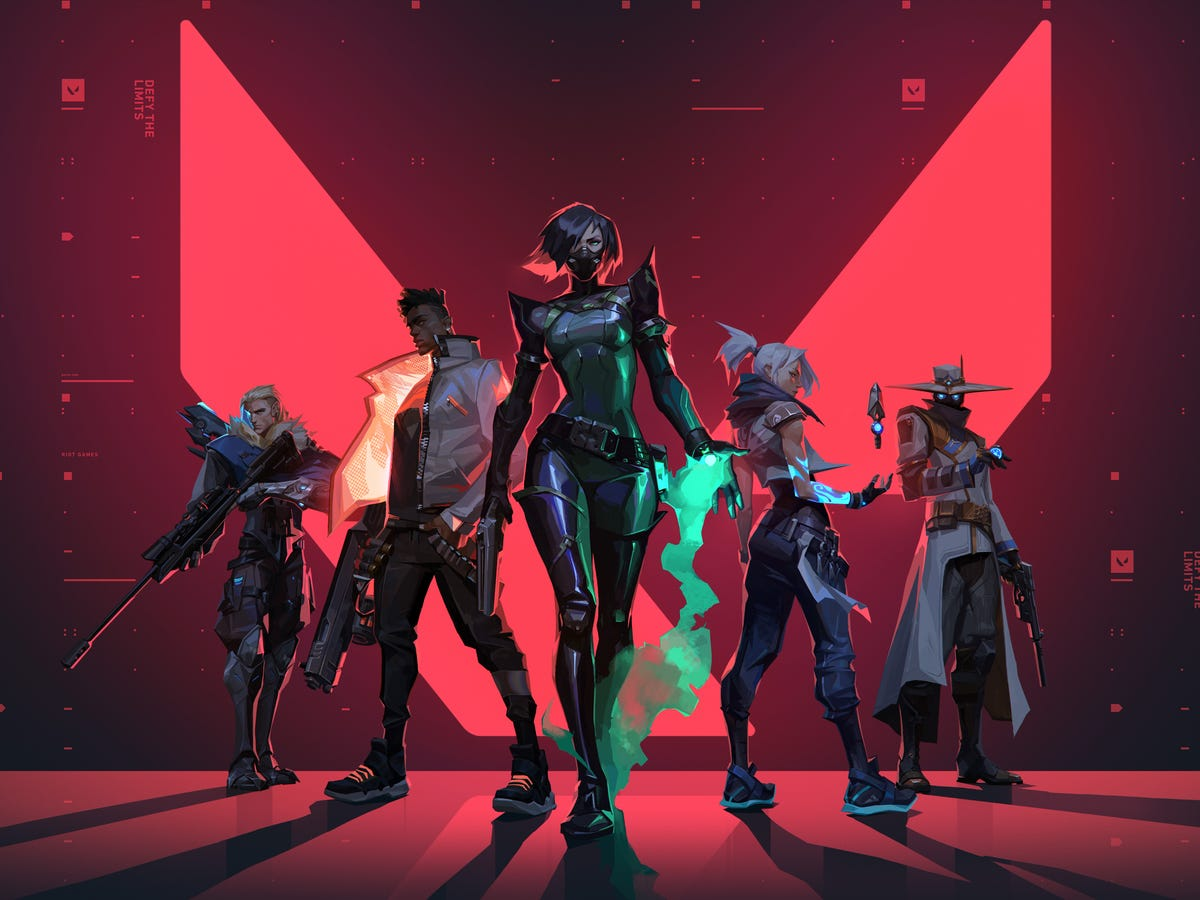 DEFY THE
LIMITS
RIOT GAMES
DEFY THE
LIMITS